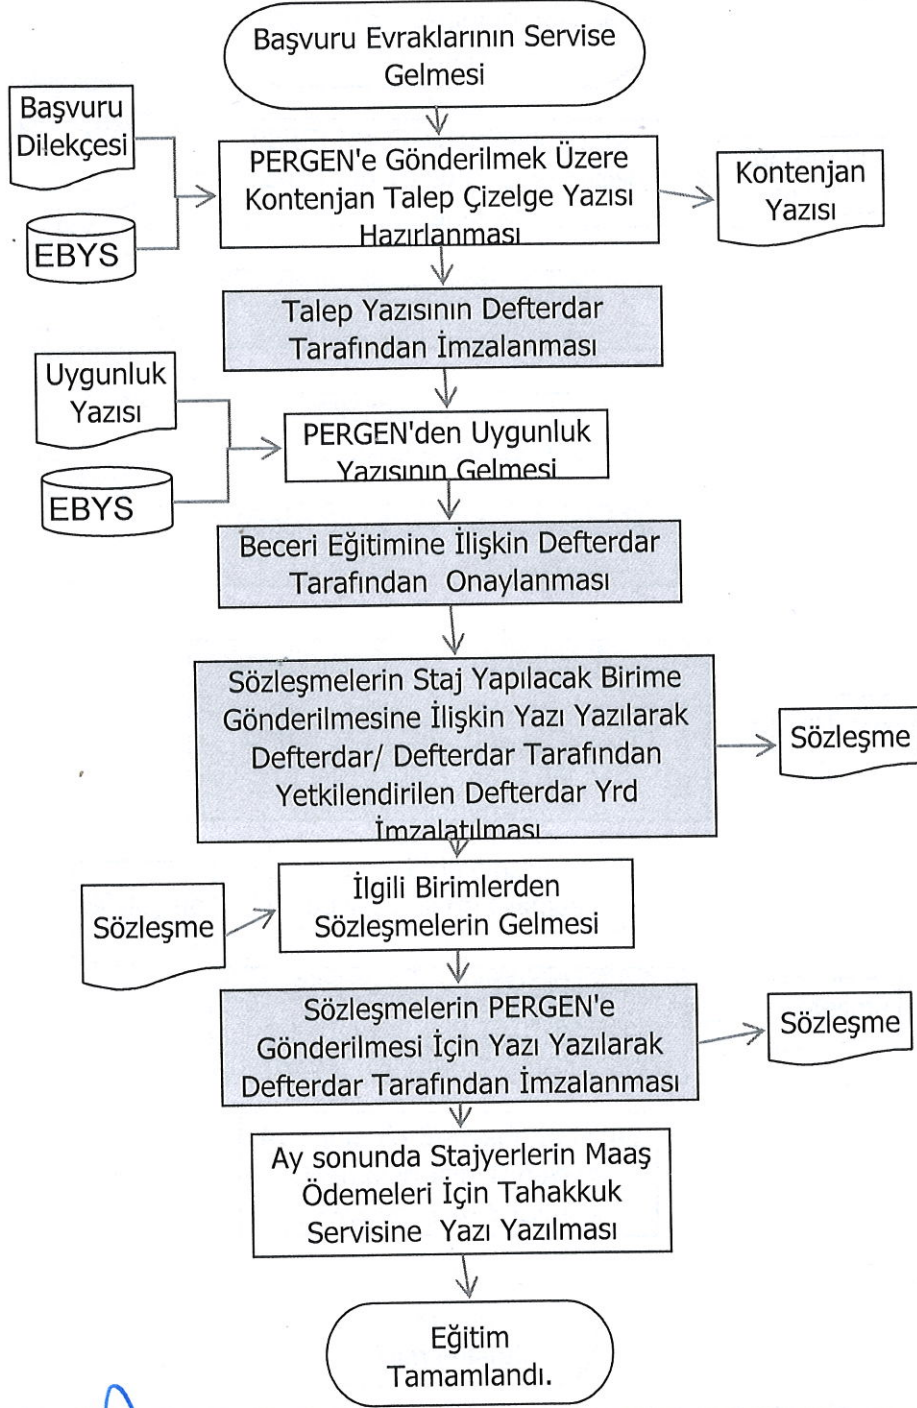 Başvuru Evraklarının Servise
Gelmesi
Başvuru
Dilekçesi
EBYS
PERGEN'e Gönderilmek Üzere
Kontenjan Talep Çizelge Yazısı
Hazırlanması
Kontenjan
Yazısı
Talep Yazısının Defterdar
Tarafından İmzalanması
Uygunluk
Yazısı
EBYS
PERGEN'den Uygunluk
Yazısının Gelmesi
Beceri Eğitimine İlişkin Defterdar
Tarafından Onaylanması
Sözleşmelerin Staj Yapılacak Birime
Gönderilmesine İlişkin Yazı Yazılarak
Defterdar/ Defterdar Tarafından
Yetkilendirilen Defterdar Yrd
İmzalatılması
Sözleşme
Sözleşme
İlgili Birimlerden
Sözleşmelerin Gelmesi
Sözleşmelerin PERGEN'e
Gönderilmesi İçin Yazı Yazılarak
Defterdar Tarafından İmzalanması
Sözleşme
Ay sonunda Stajyerlerin Maaş
Ödemeleri İçin Tahakkuk
Servisine Yazı Yazılması
Eğitim
Tamamlandı.